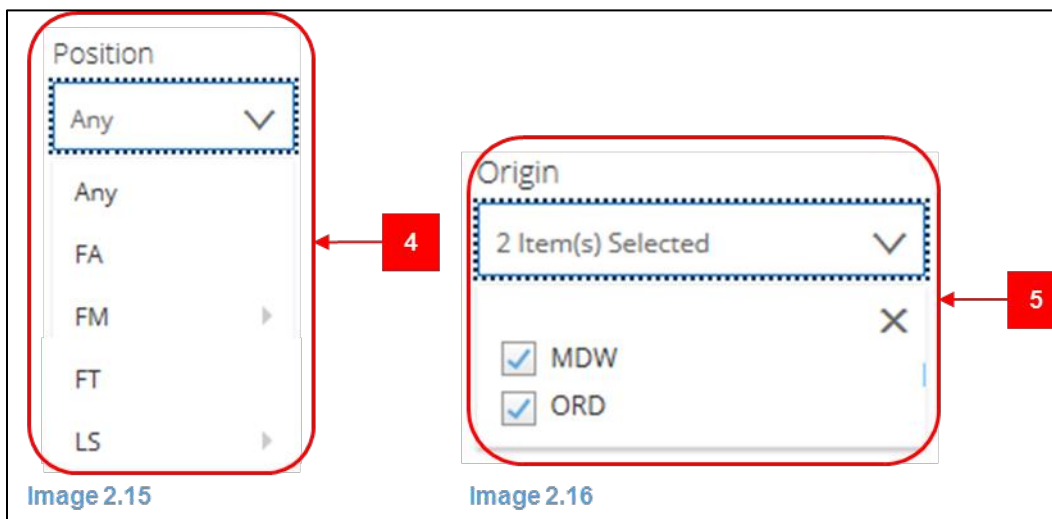 Position
Any
Any
FA
FM
FT
LS
4
Image 2.15
Origin
2 Item(s) Selected
MDW
ORD
5
Image 2.16